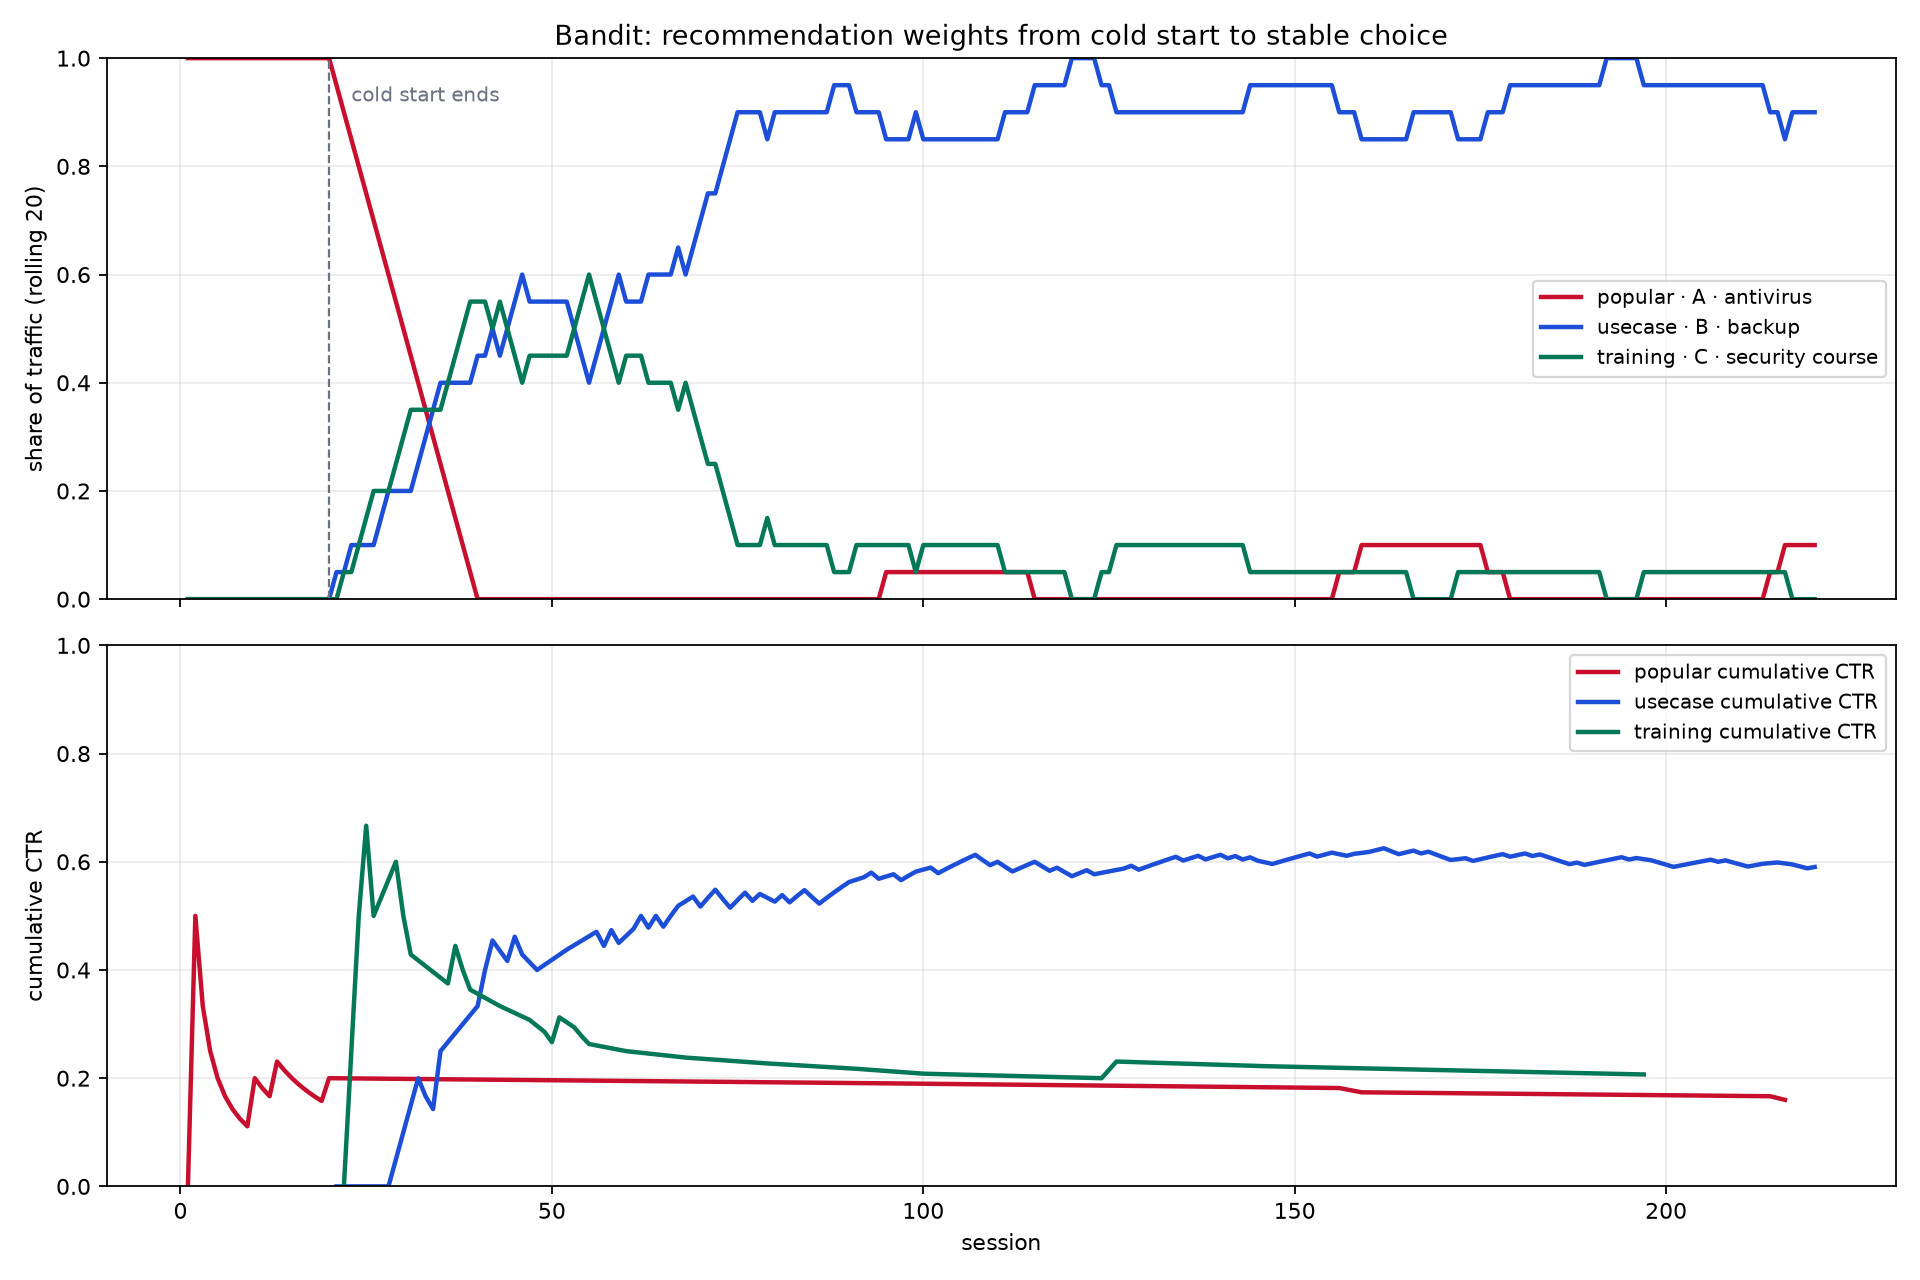 Bandit: recommendation weights from cold start to stable choice
1.0
0.8
0.6
0.4
0.2
0.0
share of traffic (rolling 20)
cold start ends
popular · A · antivirus
usecase · B · backup
training · C · security course
1.0
0.8
0.6
0.4
0.2
0.0
cumulative CTR
popular cumulative CTR
usecase cumulative CTR
training cumulative CTR
0 50 100 150 200
session